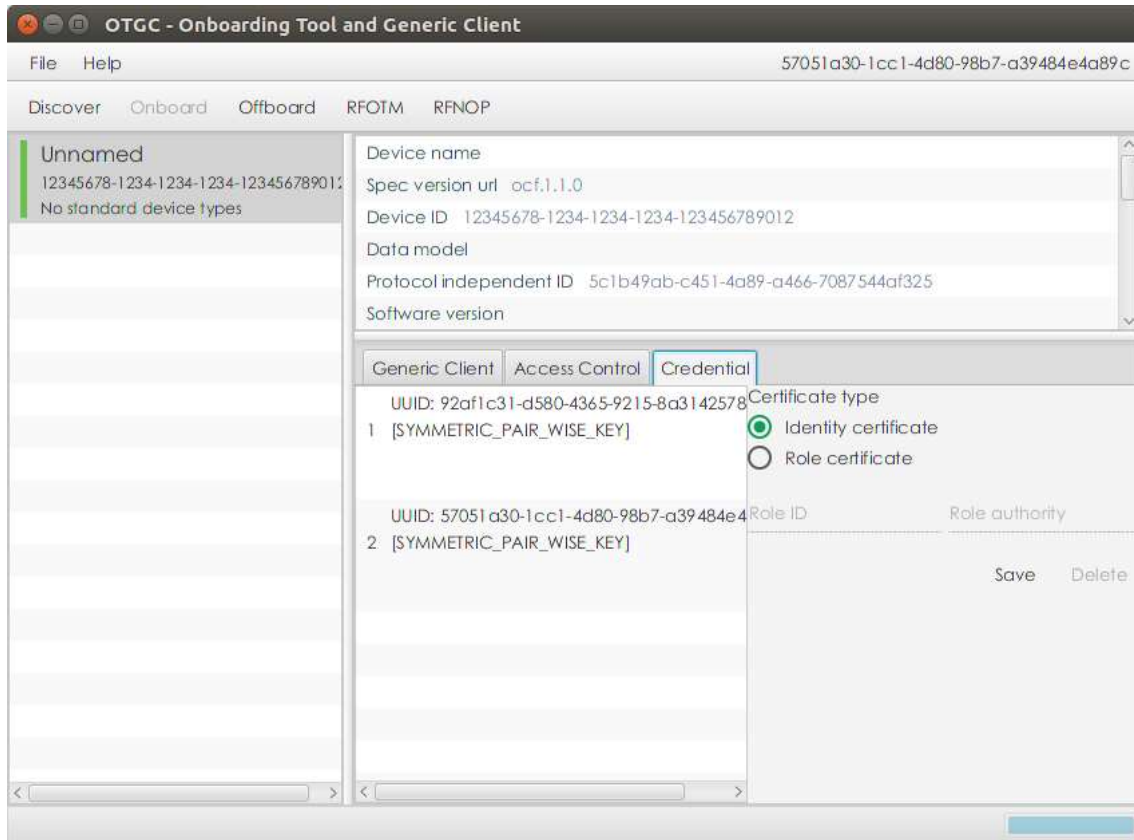 OTGC - Onboarding Tool and Generic Client
File Help 57051a30-1cc1-4d80-98b7-a39484e4a89c
Discover Onboard Offboard RFOTM RFNOP
Unnamed
12345678-1234-1234-1234-123456789012
No standard device types
Device name
Spec version url ocf.1.1.0
Device ID 12345678-1234-1234-1234-123456789012
Data model
Protocol independent ID 5c1b49ab-c451-4a89-a466-7087544af325
Software version
Generic Client Access Control Credential
UUID: 92af1c31-d580-4365-9215-8a3142578
1 [SYMMETRIC_PAIR_WISE_KEY]
UUID: 57051a30-1cc1-4d80-98b7-a39484e4
2 [SYMMETRIC_PAIR_WISE_KEY]
Certificate type
Identity certificate
Role certificate
Role ID Role authority
Save Delete